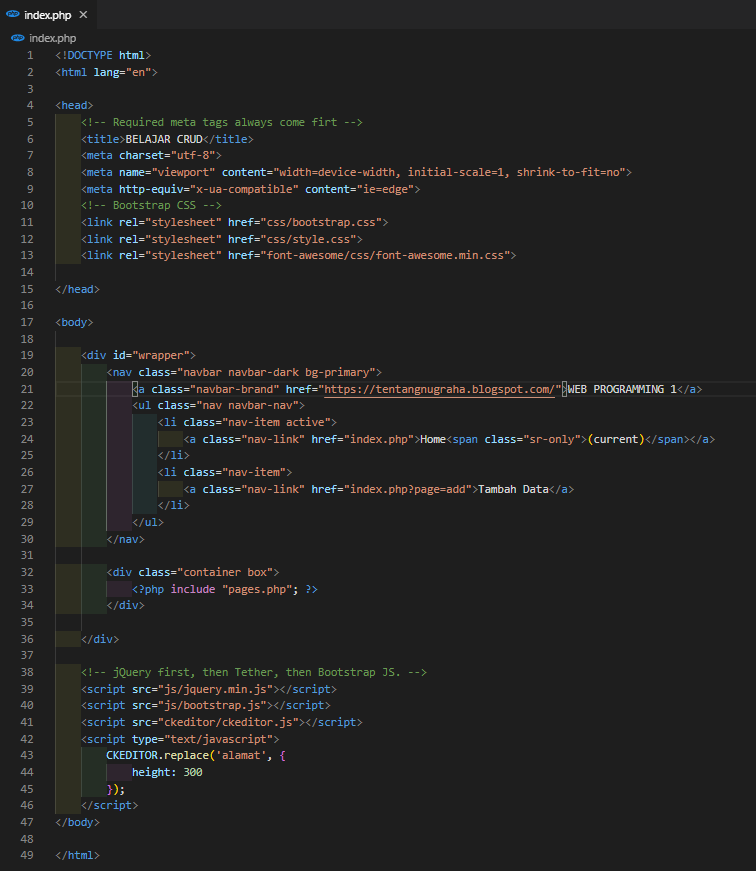 index.php
index.php
1 <!DOCTYPE html>
2 <html lang="en">
3
4 <head>
5 <!-- Required meta tags always come firt -->
6 <title>BELAJAR CRUD</title>
7 <meta charset="utf-8">
8 <meta name="viewport" content="width=device-width, initial-scale=1, shrink-to-fit=no">
9 <meta http-equiv="x-ua-compatible" content="ie=edge">
10 <!-- Bootstrap CSS -->
11 <link rel="stylesheet" href="css/bootstrap.css">
12 <link rel="stylesheet" href="css/style.css">
13 <link rel="stylesheet" href="font-awesome/css/font-awesome.min.css">
14
15 </head>
16
17 <body>
18
19 <div id="wrapper">
20 <nav class="navbar navbar-dark bg-primary">
21 <a class="navbar-brand" href="https://tentangnugraha.blogspot.com/">WEB PROGRAMMING 1</a>
22 <ul class="nav navbar-nav">
23 <li class="nav-item active">
24 <a class="nav-link" href="index.php">Home<span class="sr-only">(current)</span></a>
25 </li>
26 <li class="nav-item">
27 <a class="nav-link" href="index.php?page=add">Tambah Data</a>
28 </li>
29 </ul>
30 </nav>
31
32 <div class="container box">
33 <?php include "pages.php"; ?>
34 </div>
35
36 </div>
37
38 <!-- jQuery first, then Tether, then Bootstrap JS. -->
39 <script src="js/jquery.min.js"></script>
40 <script src="js/bootstrap.js"></script>
41 <script src="ckeditor/ckeditor.js"></script>
42 <script type="text/javascript">
43 CKEDITOR.replace('alamat', {
44 height: 300
45 });
46 </script>
47 </body>
48
49 </html>